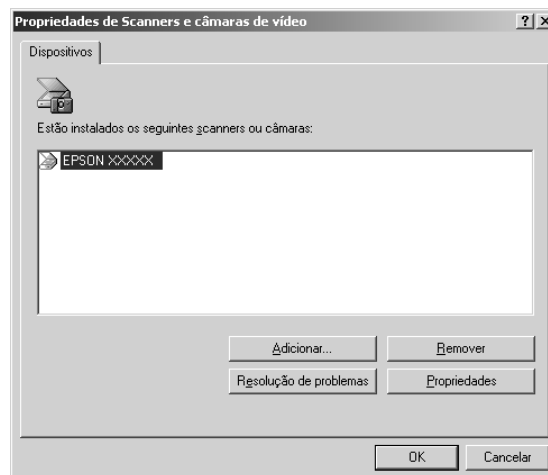 Propriedades de Scanners e câmaras de vídeo
Dispositivos
Estão instalados os seguintes scanners ou câmaras:
EPSON XXXXX
Adicionar...
Remover
Resolução de problemas
Propriedades
OK
Cancelar